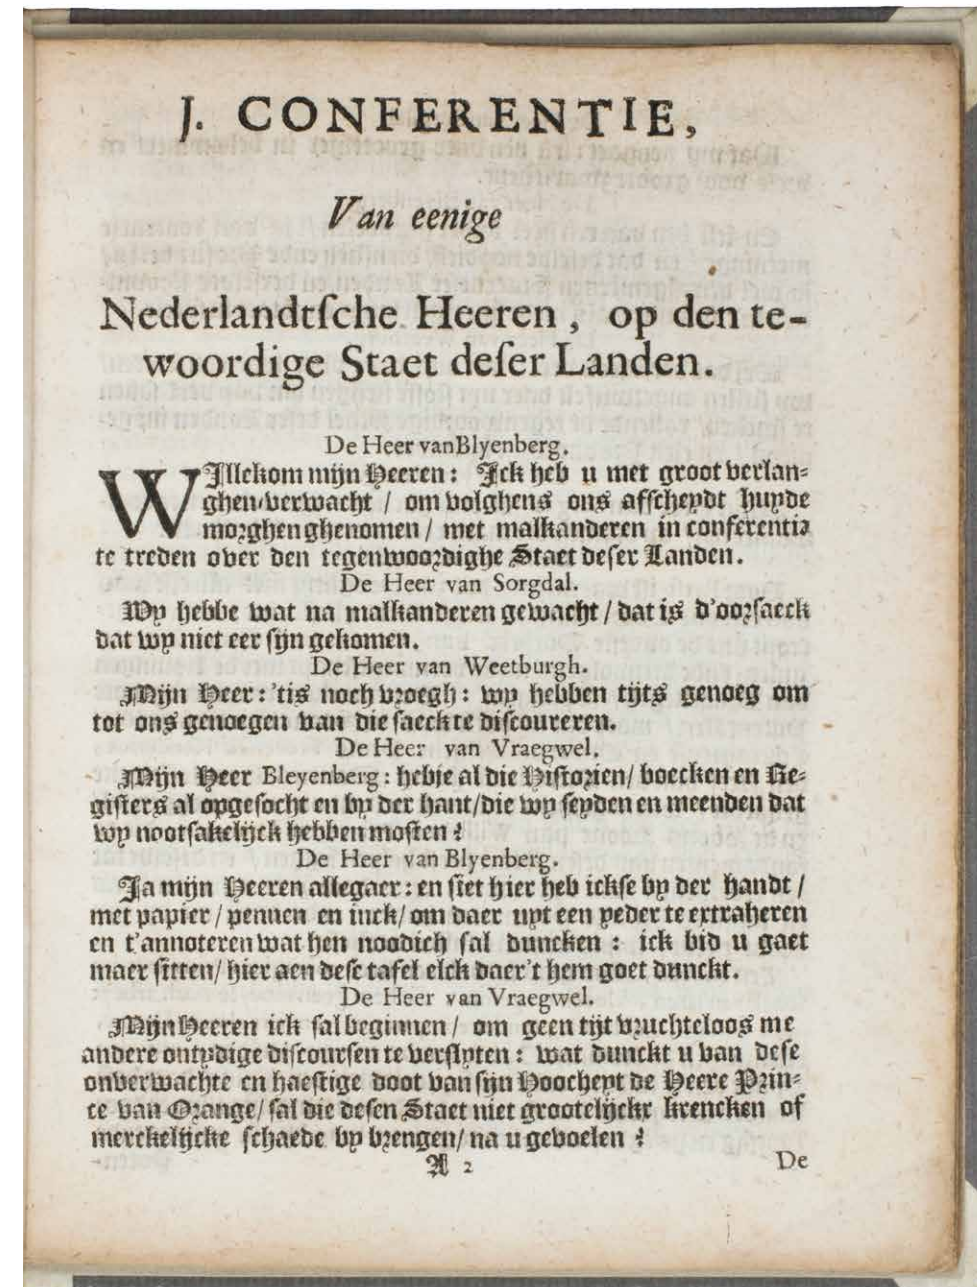 J. CONFERENTIE,
Van eenige
Nederlandtſche Heeren, op den te-
woordige Staet deſer Landen.
De Heer van Blyenberg.
WJllekom mijn Heeren: Ick heb u met groot verlan-
ghen verwacht / om volghens ons affcheydt huyde
morghen ghenomen / met malkanderen in conferentia
te treden over den tegenwoordighe Staet deſer Landen.
De Heer van Sorgdal.
Wy hebbe wat na malkanderen gewacht / dat is d'oorſaeck
dat wy niet eer ſijn gekomen.
De Heer van Weetburgh.
Mijn Heer: 'tis noch vroegh: wy hebben tijts genoeg om
tot ons genoegen van die ſaeck te diſcoureren.
De Heer van Vraegwel.
Mijn Heer Bleyenberg: hebje al die Hiſtorien/ boecken en Re-
giſters al opgeſocht en by der hant/die wy ſeyden en meenden dat
wy nootſakelijck hebben moſten?
De Heer van Blyenberg.
Ja mijn Heeren allegaer: en ſiet hier heb ickſe by der handt /
met papier / pennen en inck/ om daer uyt een yeder te extraheren
en t'annoteren wat hen noodich ſal duncken: ick bid u gaet
maer ſitten/ hier aen deſe tafel elck daer't hem goet dunckt.
De Heer van Vraegwel.
Mijn Heeren ick ſal beginnen / om geen tijt vruchteloos me
andere ontydige diſcourſen te verſlyten: wat dunckt u van deſe
onverwachte en haeſtige doot van ſijn Hoocheyt de Heere Prin-
ce van Orange/ ſal die deſen Staet niet grootelijckx krencken of
merckelijcke ſchaede by brengen/ na u gevoelen?
A 2 De